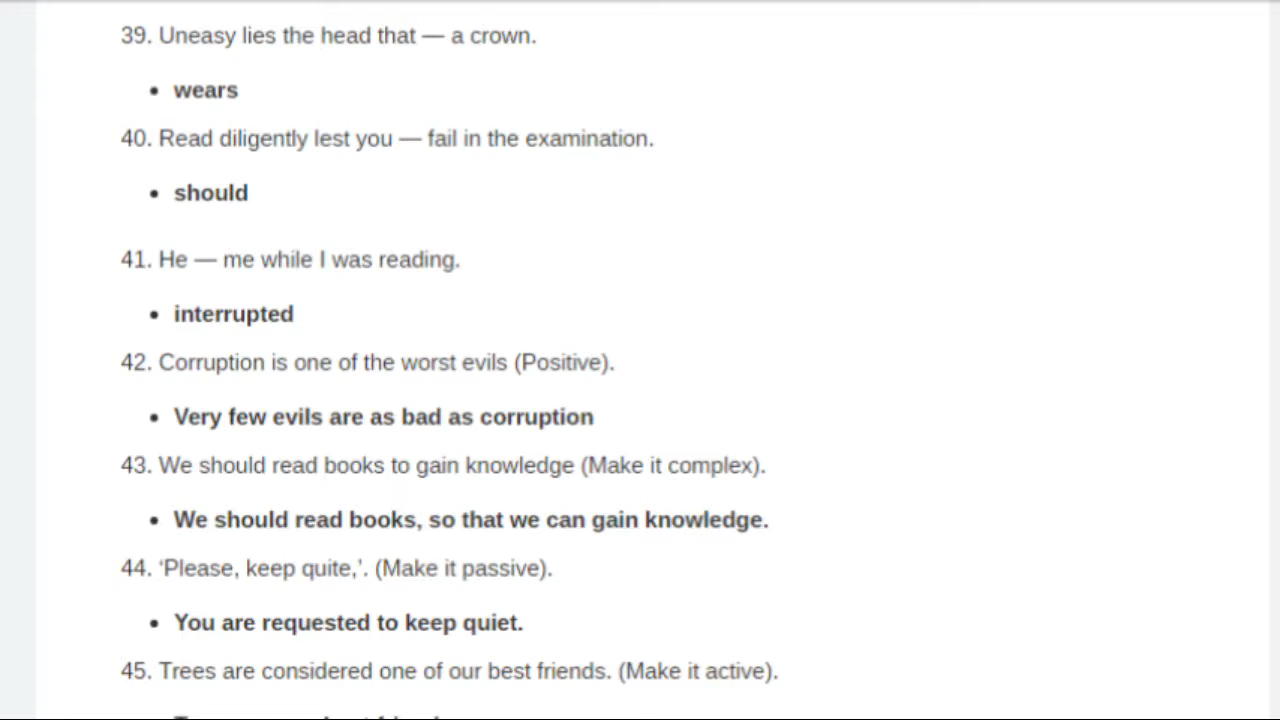 39. Uneasy lies the head that — a crown.
• wears
40. Read diligently lest you — fail in the examination.
• should
41. He — me while I was reading.
• interrupted
42. Corruption is one of the worst evils (Positive).
• Very few evils are as bad as corruption
43. We should read books to gain knowledge (Make it complex).
• We should read books, so that we can gain knowledge.
44. ‘Please, keep quite,’. (Make it passive).
• You are requested to keep quiet.
45. Trees are considered one of our best friends. (Make it active).